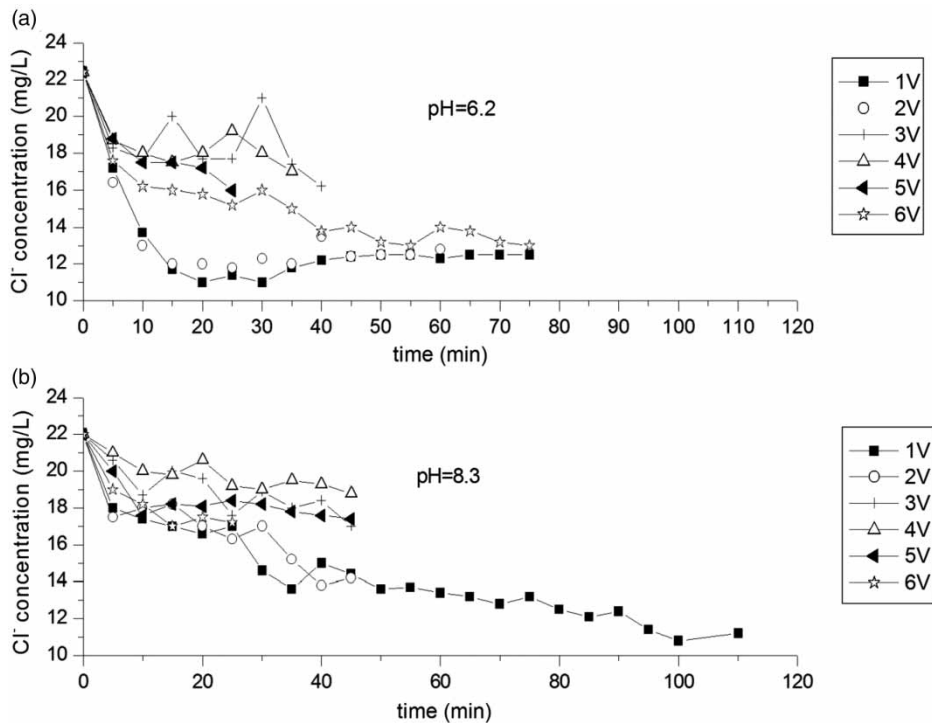 (a)
24
22
20
18
16
14
12
10
Cl⁻ concentration (mg/L)
pH=6.2
1V
2V
3V
4V
5V
6V
0 10 20 30 40 50 60 70 80 90 100 110 120
time (min)
(b)
24
22
20
18
16
14
12
10
Cl⁻ concentration (mg/L)
pH=8.3
1V
2V
3V
4V
5V
6V
0 20 40 60 80 100 120
time (min)